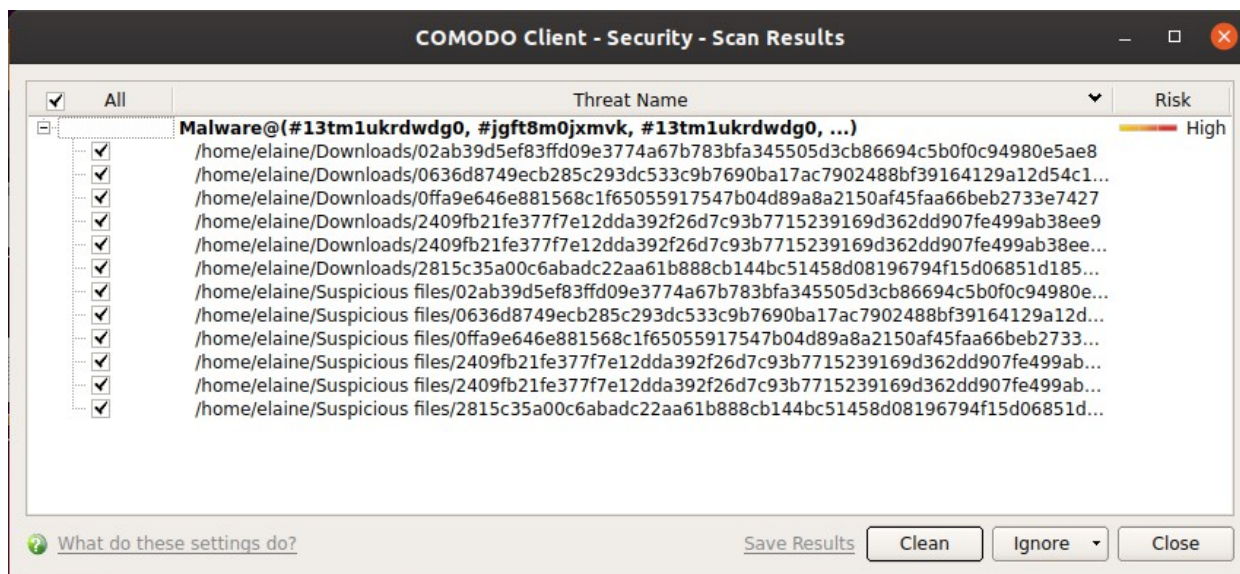 COMODO Client - Security - Scan Results
All Threat Name Risk
Malware@(#13tm1ukrdwdg0, #jgft8m0jxmvk, #13tm1ukrdwdg0, ...) High
/home/elaine/Downloads/02ab39d5ef83ffd09e3774a67b783bfa345505d3cb86694c5b0f0c94980e5ae8
/home/elaine/Downloads/0636d8749ecb285c293dc533c9b7690ba17ac7902488bf39164129a12d54c1...
/home/elaine/Downloads/0ffa9e646e881568c1f65055917547b04d89a8a2150af45faa66beb2733e7427
/home/elaine/Downloads/2409fb21fe377f7e12dda392f26d7c93b7715239169d362dd907fe499ab38ee9
/home/elaine/Downloads/2409fb21fe377f7e12dda392f26d7c93b7715239169d362dd907fe499ab38ee...
/home/elaine/Downloads/2815c35a00c6abadc22aa61b888cb144bc51458d08196794f15d06851d185...
/home/elaine/Suspicious files/02ab39d5ef83ffd09e3774a67b783bfa345505d3cb86694c5b0f0c94980e...
/home/elaine/Suspicious files/0636d8749ecb285c293dc533c9b7690ba17ac7902488bf39164129a12d...
/home/elaine/Suspicious files/0ffa9e646e881568c1f65055917547b04d89a8a2150af45faa66beb2733...
/home/elaine/Suspicious files/2409fb21fe377f7e12dda392f26d7c93b7715239169d362dd907fe499ab...
/home/elaine/Suspicious files/2409fb21fe377f7e12dda392f26d7c93b7715239169d362dd907fe499ab...
/home/elaine/Suspicious files/2815c35a00c6abadc22aa61b888cb144bc51458d08196794f15d06851d...
What do these settings do? Save Results Clean Ignore Close